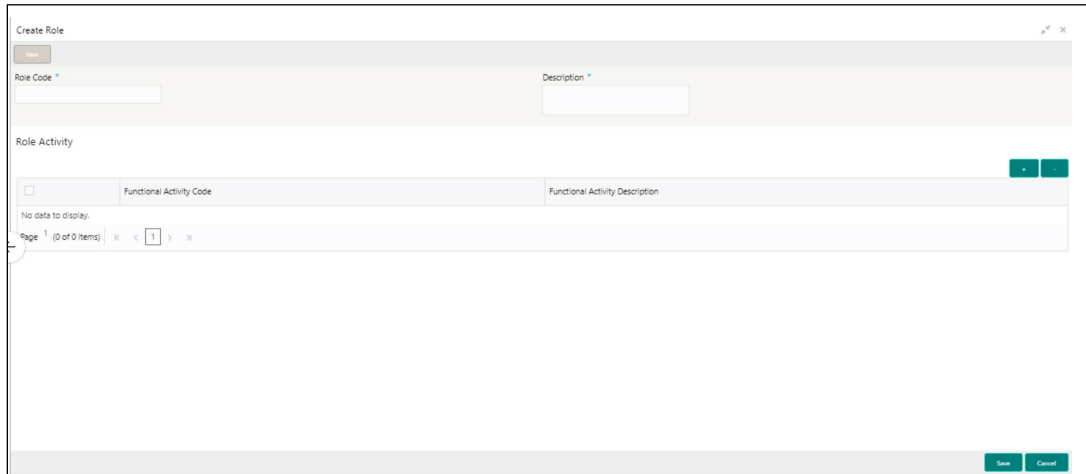 Create Role
New
Role Code *
Description *
Role Activity
+ -
Functional Activity Code Functional Activity Description
No data to display.
Page 1 (0 of 0 items) K < 1 > >|
Save Cancel